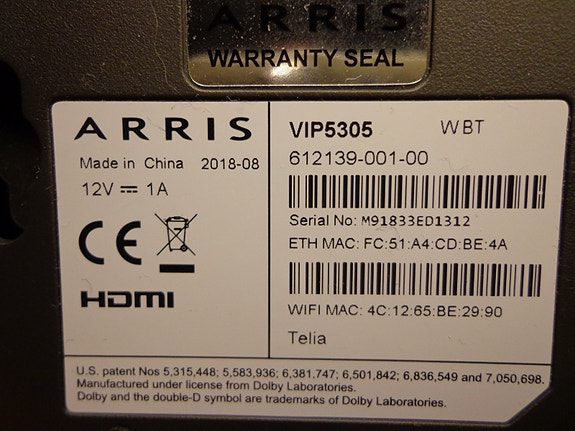 ARRIS
WARRANTY SEAL
ARRIS
Made in China 2018-08
12V ⎓ 1A
CE
HDMI
VIP5305 WBT
612139-001-00
Serial No: M91833ED1312
ETH MAC: FC:51:A4:CD:BE:4A
WIFI MAC: 4C:12:65:BE:29:90
Telia
U.S. patent Nos 5,315,448; 5,583,936; 6,381,747; 6,501,842; 6,836,549 and 7,050,698.
Manufactured under license from Dolby Laboratories.
Dolby and the double-D symbol are trademarks of Dolby Laboratories.